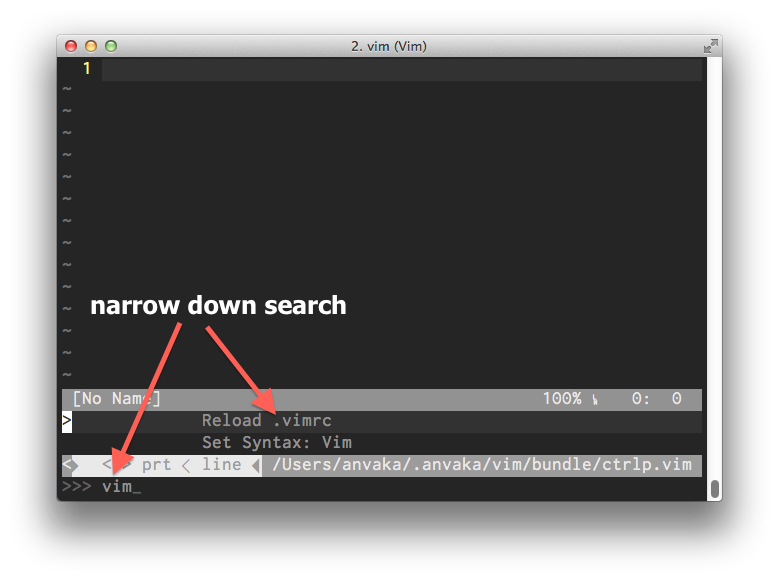 2. vim (Vim)
1
~
~
~
~
~
~
~
~
~
~
narrow down search
~
~
~
~
[No Name] 100% 0: 0
> Reload .vimrc
Set Syntax: Vim
prt < line /Users/anvaka/.anvaka/vim/bundle/ctrlp.vim
>>> vim_